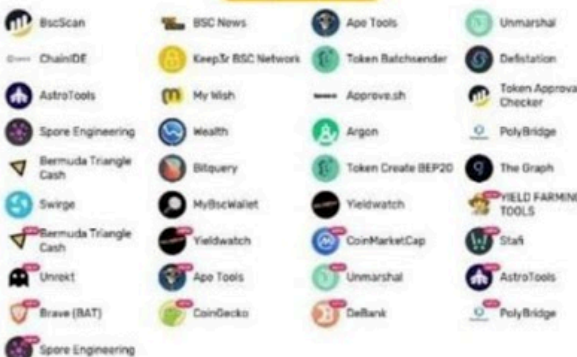 BscScan
BSC News
Ape Tools
Unmarshal
ChainIDE
Keep3r BSC Network
Token Batchsender
Defistation
AstroTools
My Wish
Approve.sh
Token Approval
Checker
Spore Engineering
Wealth
Argon
PolyBridge
Bermuda Triangle
Cash
Bitquery
Token Create BEP20
The Graph
Swirge
MyBscWallet
Yieldwatch
YIELD FARMING
TOOLS
Bermuda Triangle
Cash
Yieldwatch
CoinMarketCap
Stafi
Unrekt
Ape Tools
Unmarshal
AstroTools
Brave (BAT)
CoinGecko
DeBank
PolyBridge
Spore Engineering